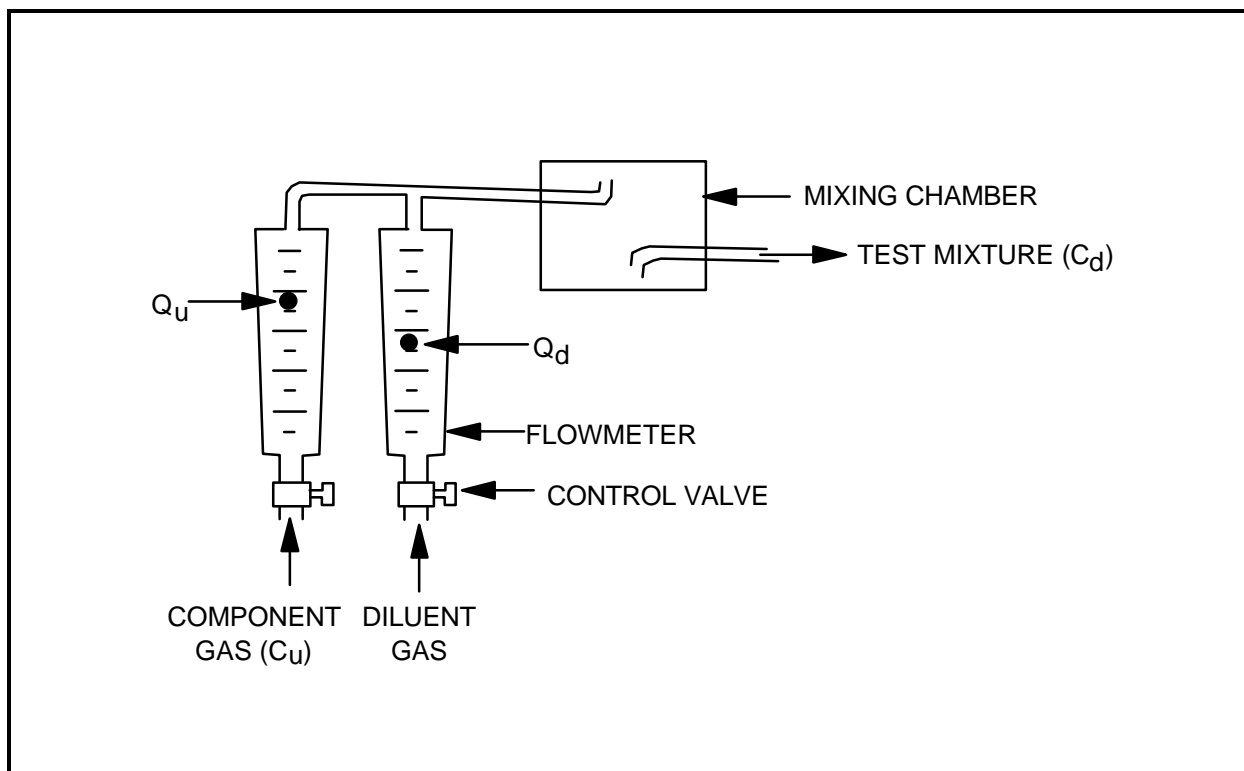 MIXING CHAMBER
TEST MIXTURE (Cd)
Qu
Qd
FLOWMETER
CONTROL VALVE
COMPONENT
GAS (Cu)
DILUENT
GAS